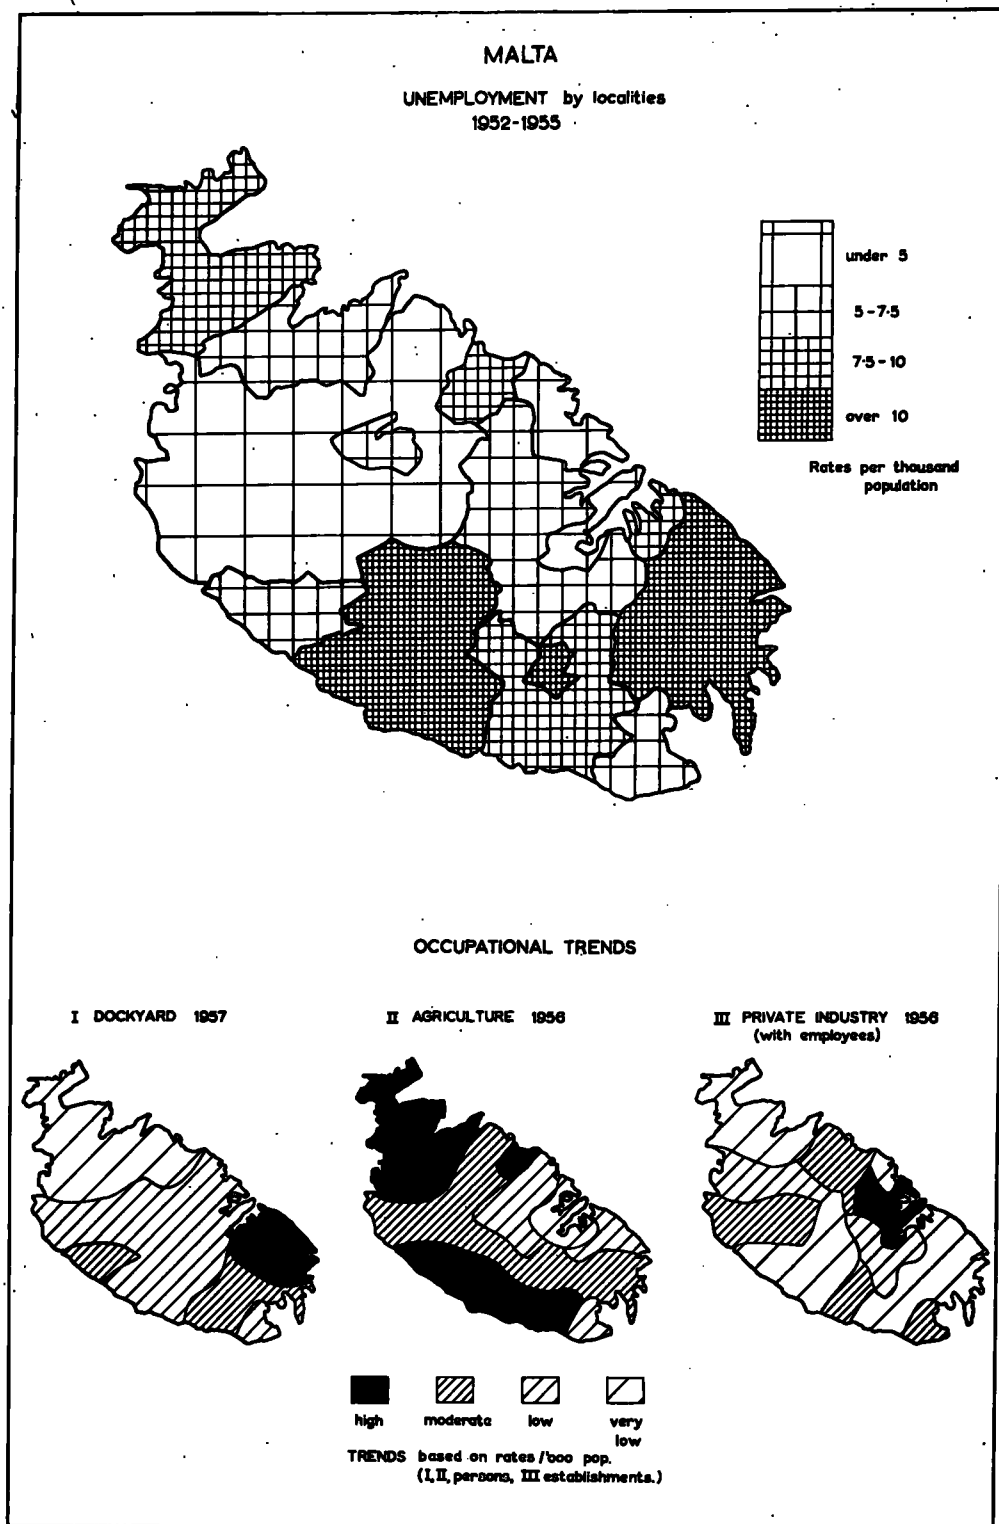 MALTA
UNEMPLOYMENT by localities
1952-1955
under 5
5-7·5
7·5-10
over 10
Rates per thousand
population
OCCUPATIONAL TRENDS
I DOCKYARD 1957
II AGRICULTURE 1956
III PRIVATE INDUSTRY 1956
(with employees)
high
moderate
low
very
low
TRENDS based on rates/'000 pop.
(I, II, persons, III establishments.)